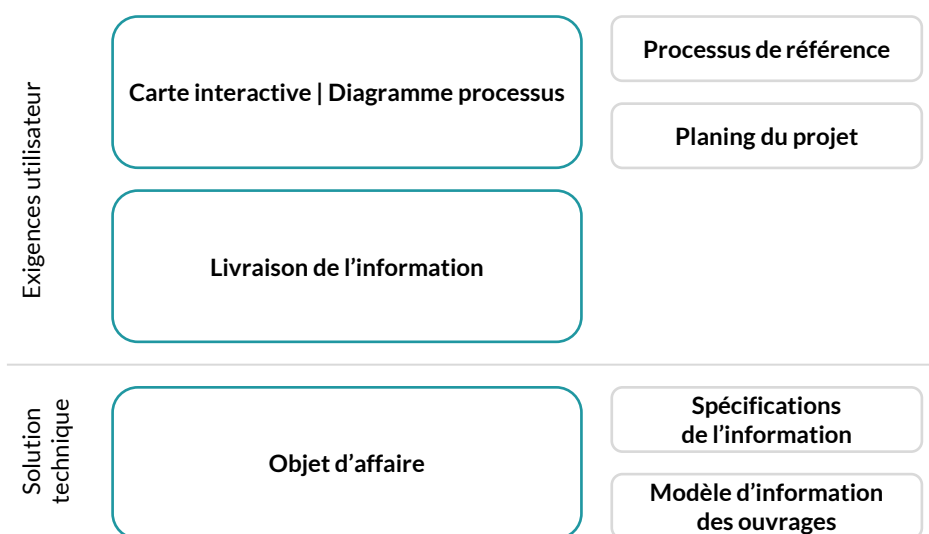 Exigences utilisateur
Carte interactive | Diagramme processus
Processus de référence
Planing du projet
Livraison de l’information
Solution
technique
Objet d’affaire
Spécifications
de l’information
Modèle d’information
des ouvrages